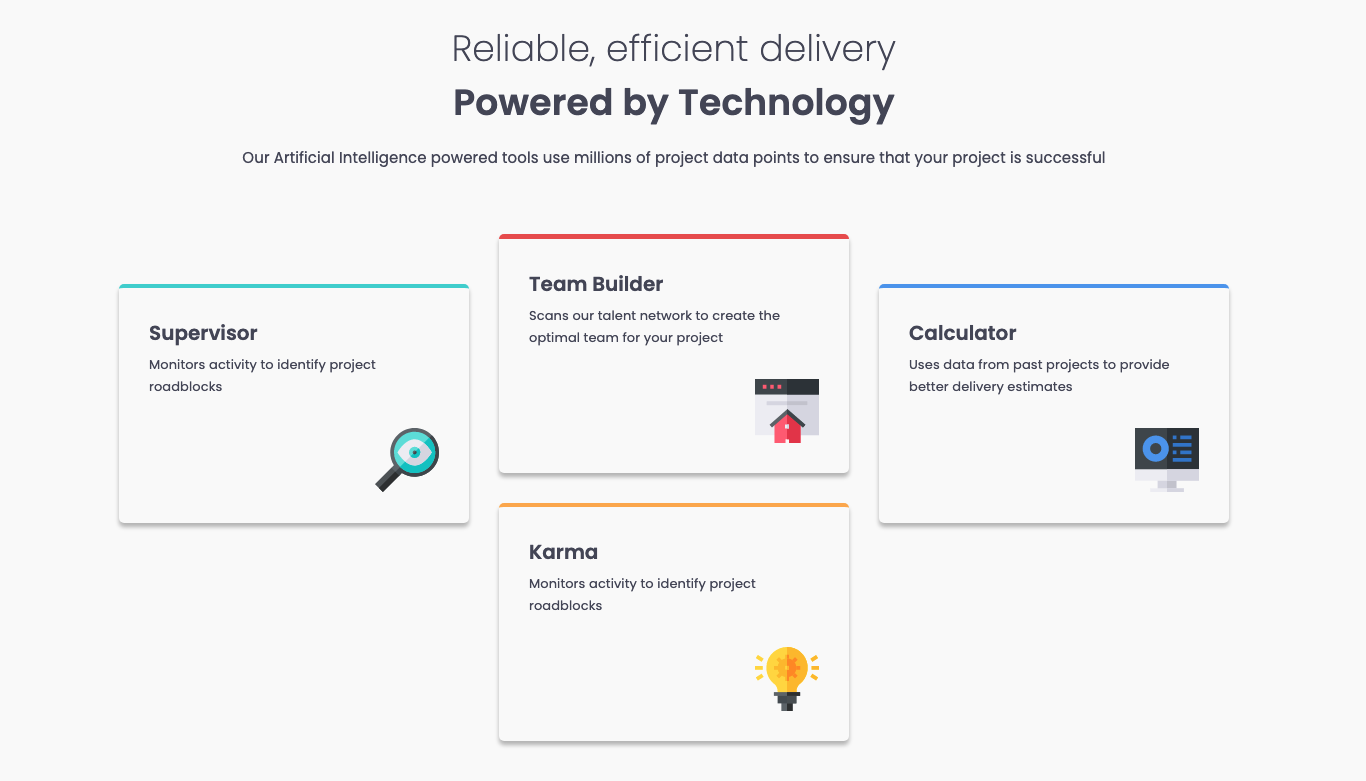 Reliable, efficient delivery
Powered by Technology
Our Artificial Intelligence powered tools use millions of project data points to ensure that your project is successful
Supervisor
Monitors activity to identify project
roadblocks
Team Builder
Scans our talent network to create the
optimal team for your project
Karma
Monitors activity to identify project
roadblocks
Calculator
Uses data from past projects to provide
better delivery estimates